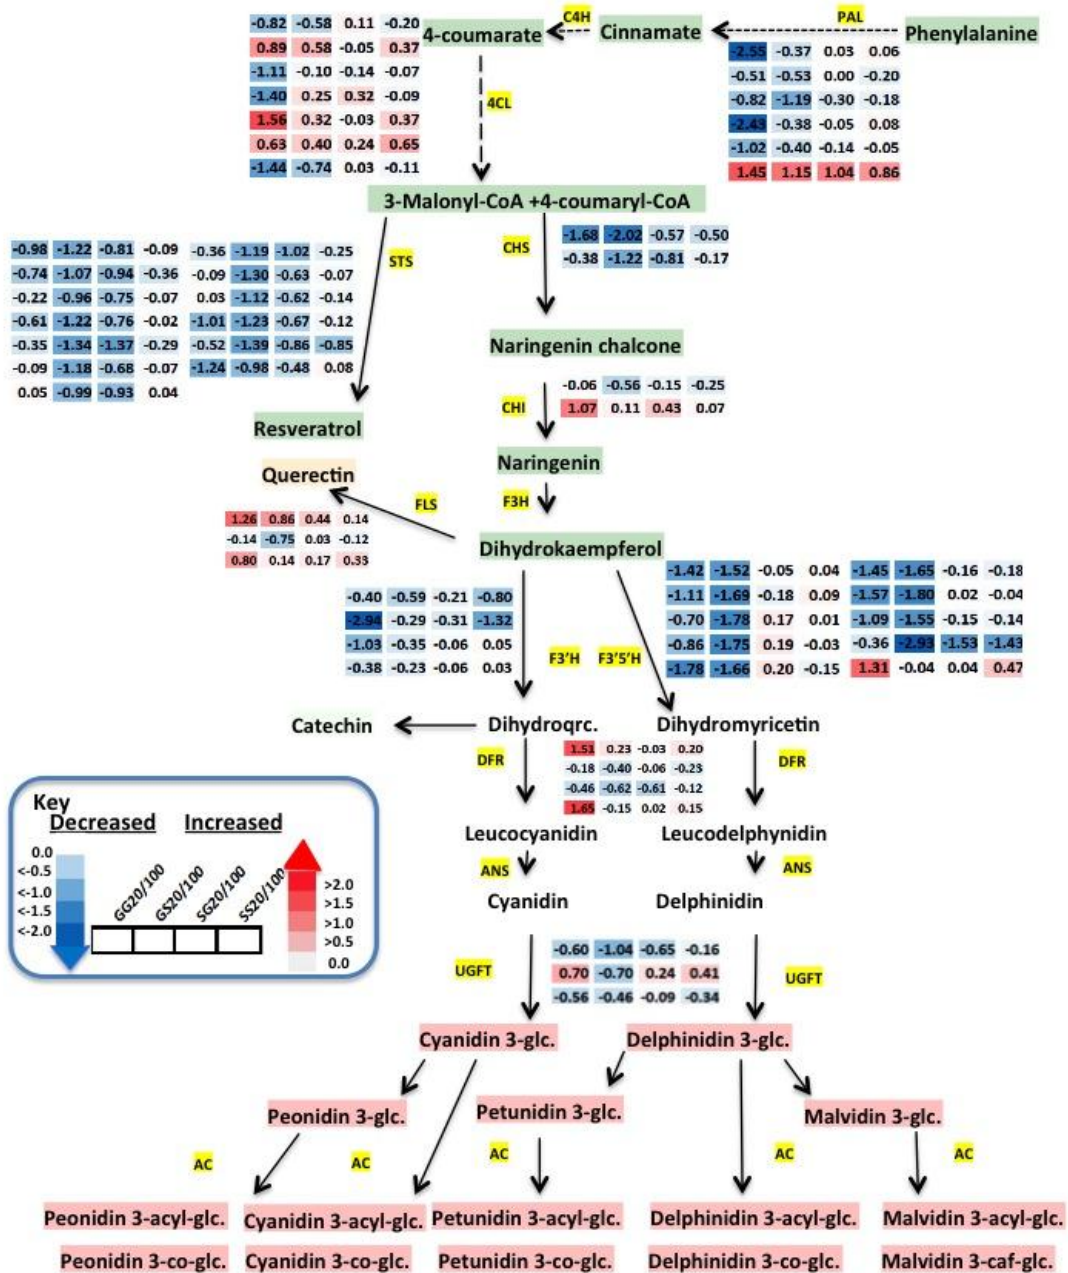 -0.82 -0.58 0.11 -0.20
0.89 0.58 -0.05 0.37
-1.11 -0.10 -0.14 -0.07
-1.40 0.25 0.32 -0.09
1.56 0.32 -0.03 0.37
0.63 0.40 0.24 0.65
-1.44 -0.74 0.03 -0.11
4-coumarate
C4H
Cinnamate
PAL
Phenylalanine
-2.55 -0.37 0.03 0.06
-0.51 -0.53 0.00 -0.20
-0.82 -1.19 -0.30 -0.18
-2.43 -0.38 -0.05 0.08
-1.02 -0.40 -0.14 -0.05
1.45 1.15 1.04 0.86
4CL
3-Malonyl-CoA +4-coumaryl-CoA
-0.98 -1.22 -0.81 -0.09 -0.36 -1.19 -1.02 -0.25
-0.74 -1.07 -0.94 -0.36 -0.09 -1.30 -0.63 -0.07
-0.22 -0.96 -0.75 -0.07 0.03 -1.12 -0.62 -0.14
-0.61 -1.22 -0.76 -0.02 -1.01 -1.23 -0.67 -0.12
-0.35 -1.34 -1.37 -0.29 -0.52 -1.39 -0.86 -0.85
-0.09 -1.18 -0.68 -0.07 -1.24 -0.98 -0.48 0.08
0.05 -0.99 -0.93 0.04
STS
CHS
-1.68 -2.02 -0.57 -0.50
-0.38 -1.22 -0.81 -0.17
Naringenin chalcone
CHI
-0.06 -0.56 -0.15 -0.25
1.07 0.11 0.43 0.07
Resveratrol
Naringenin
Querectin
FLS
F3H
1.26 0.86 0.44 0.14
-0.14 -0.75 0.03 -0.12
0.80 0.14 0.17 0.33
Dihydrokaempferol
-0.40 -0.59 -0.21 -0.80
-2.94 -0.29 -0.31 -1.32
-1.03 -0.35 -0.06 0.05
-0.38 -0.23 -0.06 0.03
F3'H
F3'5'H
-1.42 -1.52 -0.05 0.04 -1.45 -1.65 -0.16 -0.18
-1.11 -1.69 -0.18 0.09 -1.57 -1.80 0.02 -0.04
-0.70 -1.78 0.17 0.01 -1.09 -1.55 -0.15 -0.14
-0.86 -1.75 0.19 -0.03 -0.36 -2.93 -1.53 -1.43
-1.78 -1.66 0.20 -0.15 1.31 -0.04 0.04 0.47
Catechin
Dihydroqrc.
Dihydromyricetin
DFR
1.51 0.23 -0.03 0.20
-0.18 -0.40 -0.06 -0.23
-0.46 -0.62 -0.61 -0.12
1.65 -0.15 0.02 0.15
DFR
Leucocyanidin
Leucodelphynidin
ANS
ANS
Cyanidin
Delphinidin
Key
Decreased Increased
0.0
<-0.5
<-1.0
<-1.5
<-2.0
GG20/100
GS20/100
SG20/100
SS20/100
>2.0
>1.5
>1.0
>0.5
0.0
UGFT
-0.60 -1.04 -0.65 -0.16
0.70 -0.70 0.24 0.41
-0.56 -0.46 -0.09 -0.34
UGFT
Cyanidin 3-glc.
Delphinidin 3-glc.
Peonidin 3-glc.
Petunidin 3-glc.
Malvidin 3-glc.
AC
AC
AC
AC
AC
Peonidin 3-acyl-glc.
Cyanidin 3-acyl-glc.
Petunidin 3-acyl-glc.
Delphinidin 3-acyl-glc.
Malvidin 3-acyl-glc.
Peonidin 3-co-glc.
Cyanidin 3-co-glc.
Petunidin 3-co-glc.
Delphinidin 3-co-glc.
Malvidin 3-caf-glc.